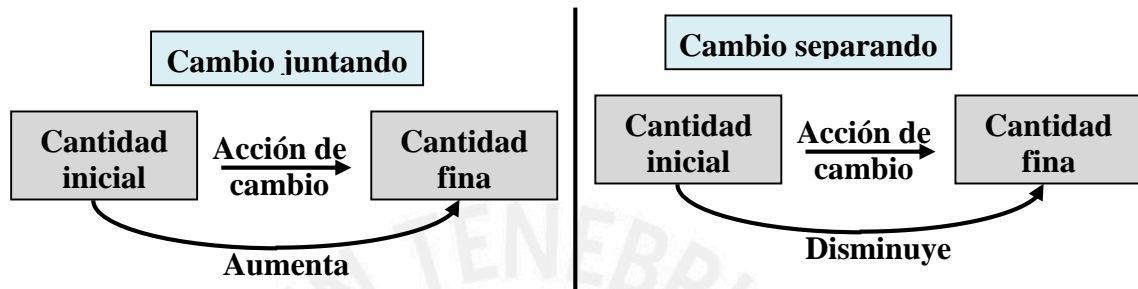 Cambio juntando
Cantidad
inicial
Acción de
cambio
Cantidad
fina
Aumenta
Cambio separando
Cantidad
inicial
Acción de
cambio
Cantidad
fina
Disminuye
TENEBR